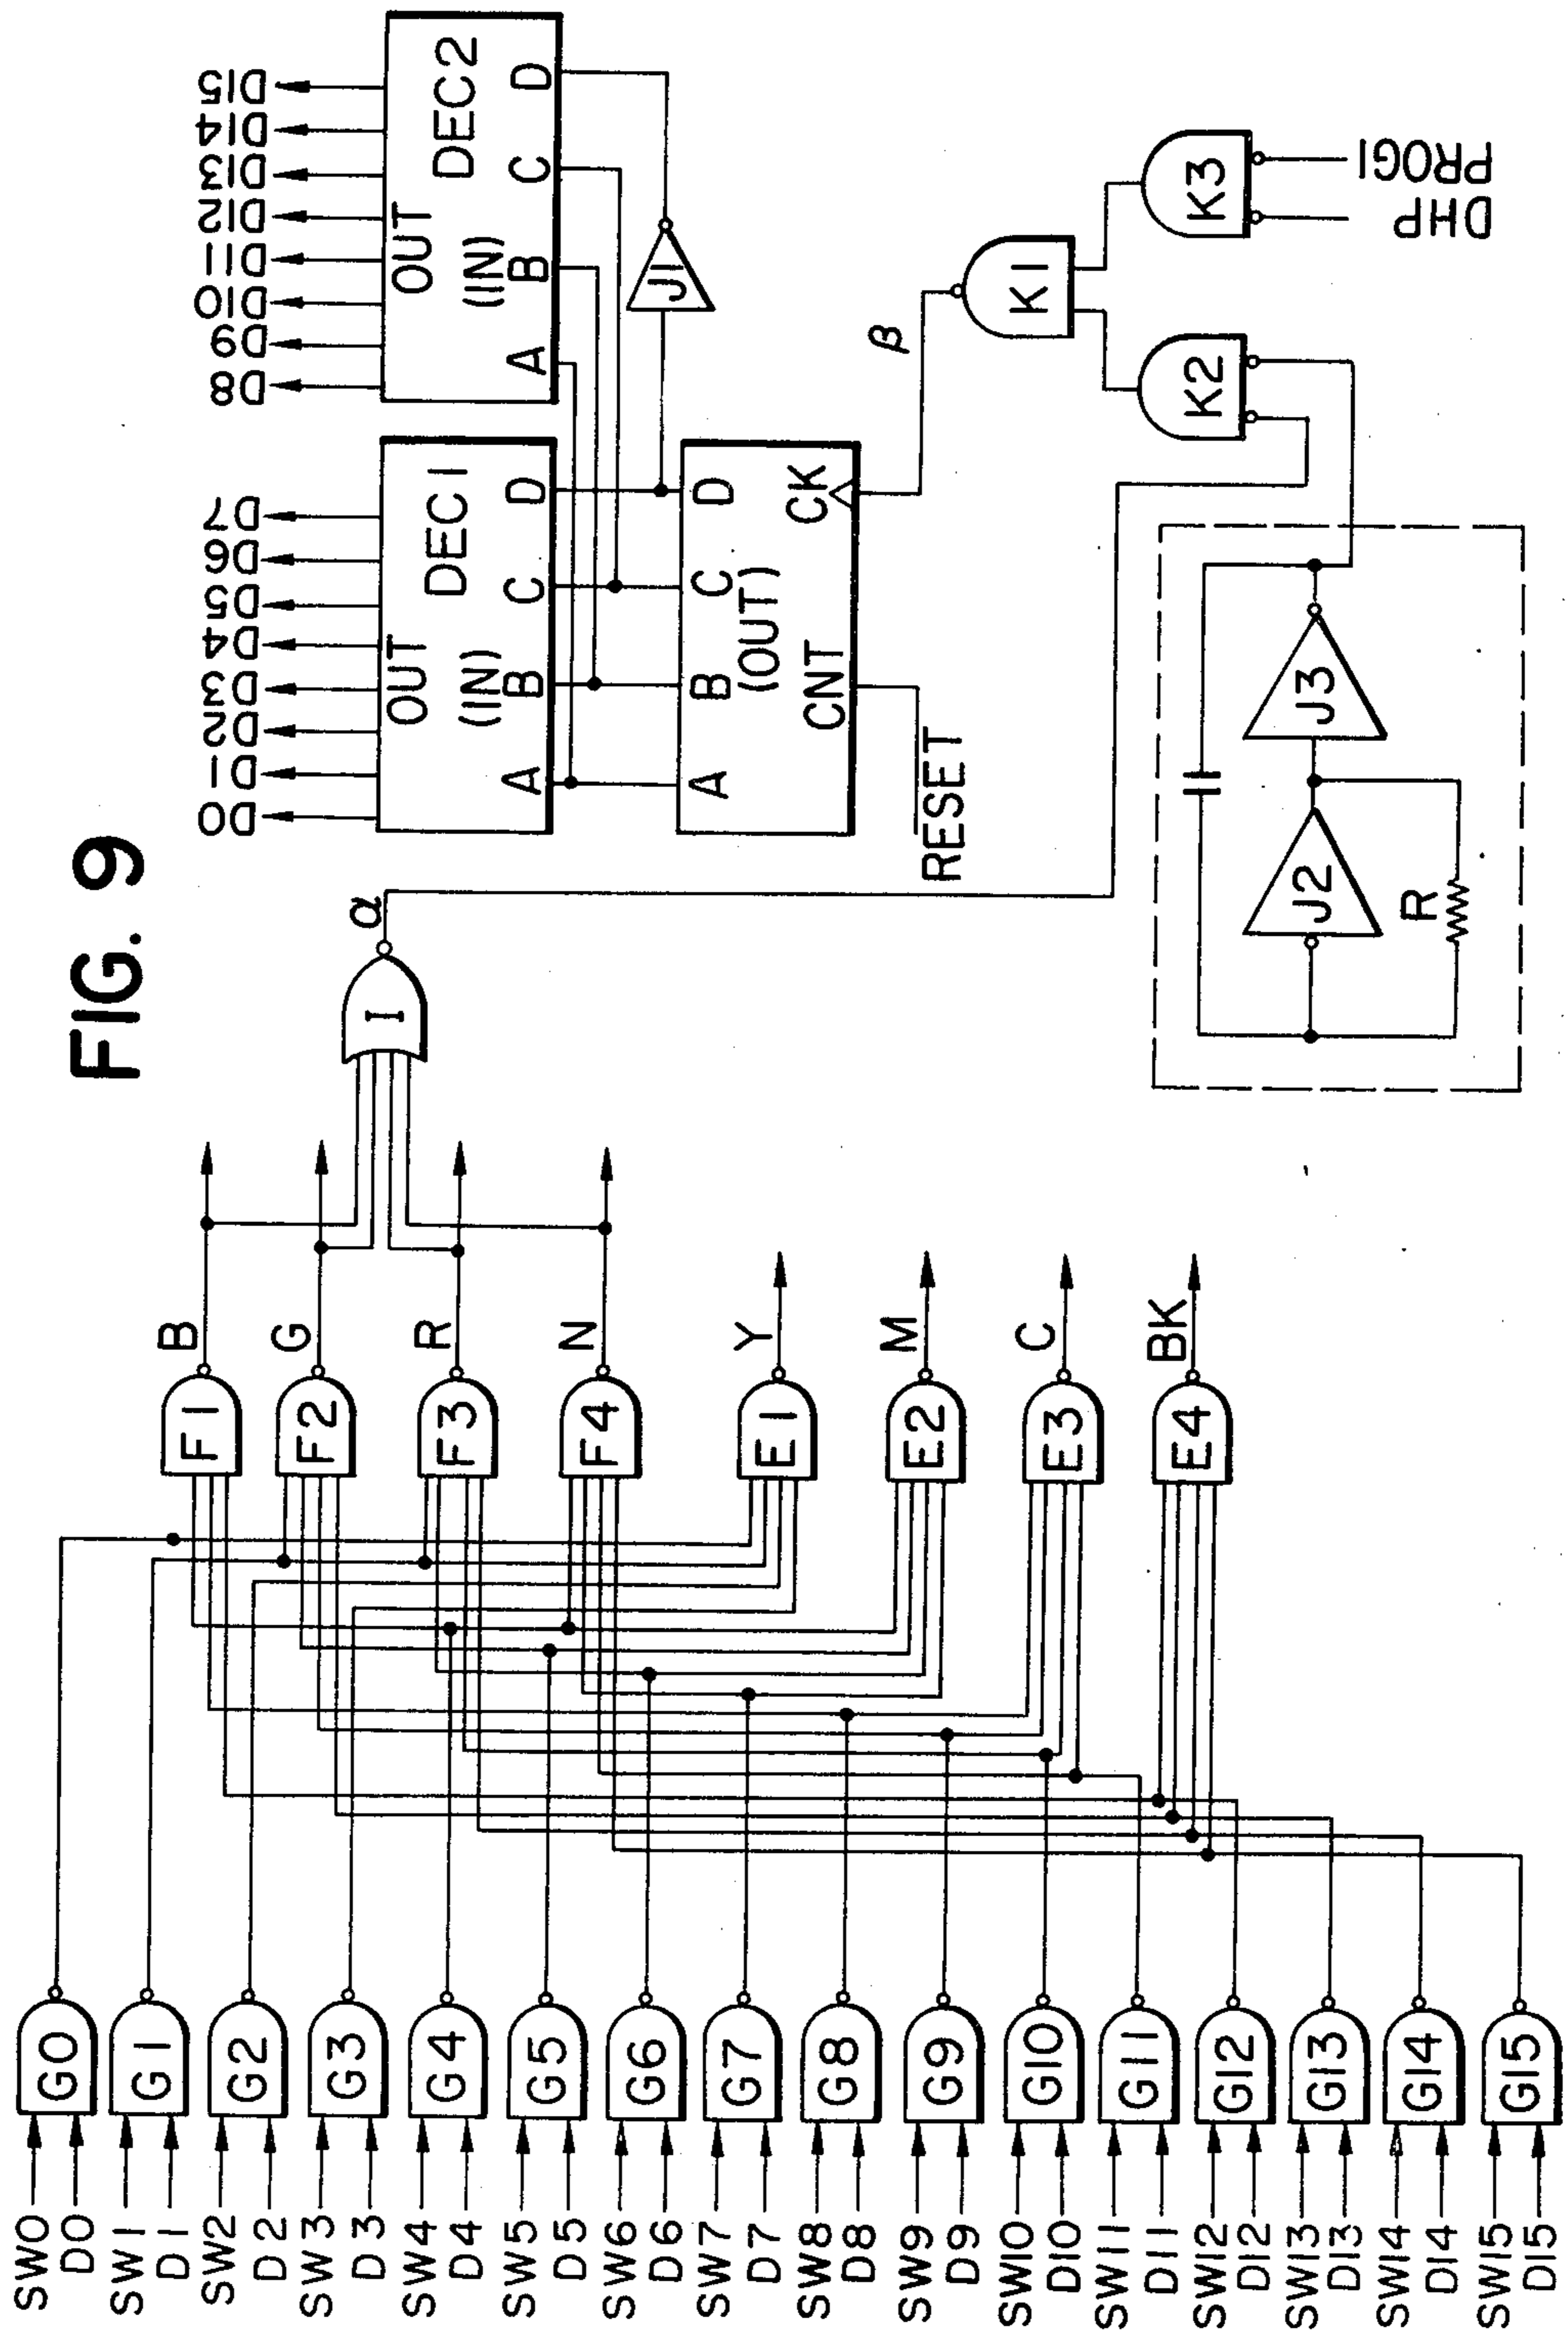 FIG. 9
SW0
D0
SW1
D1
SW2
D2
SW3
D3
SW4
D4
SW5
D5
SW6
D6
SW7
D7
SW8
D8
SW9
D9
SW10
D10
SW11
D11
SW12
D12
SW13
D13
SW14
D14
SW15
D15
G0
G1
G2
G3
G4
G5
G6
G7
G8
G9
G10
G11
G12
G13
G14
G15
F1
F2
F3
F4
E1
E2
E3
E4
B
G
R
N
Y
M
C
BK
I
α
D0
D1
D2
D3
D4
D5
D6
D7
OUT
DEC1
(IN)
A
B
C
D
D8
D9
D10
D11
D12
D13
D14
D15
OUT
DEC2
(IN)
A
B
C
D
J1
A
B
C
D
(OUT)
CNT
CK
RESET
β
K1
K2
K3
DHP
PROG1
J2
J3
R